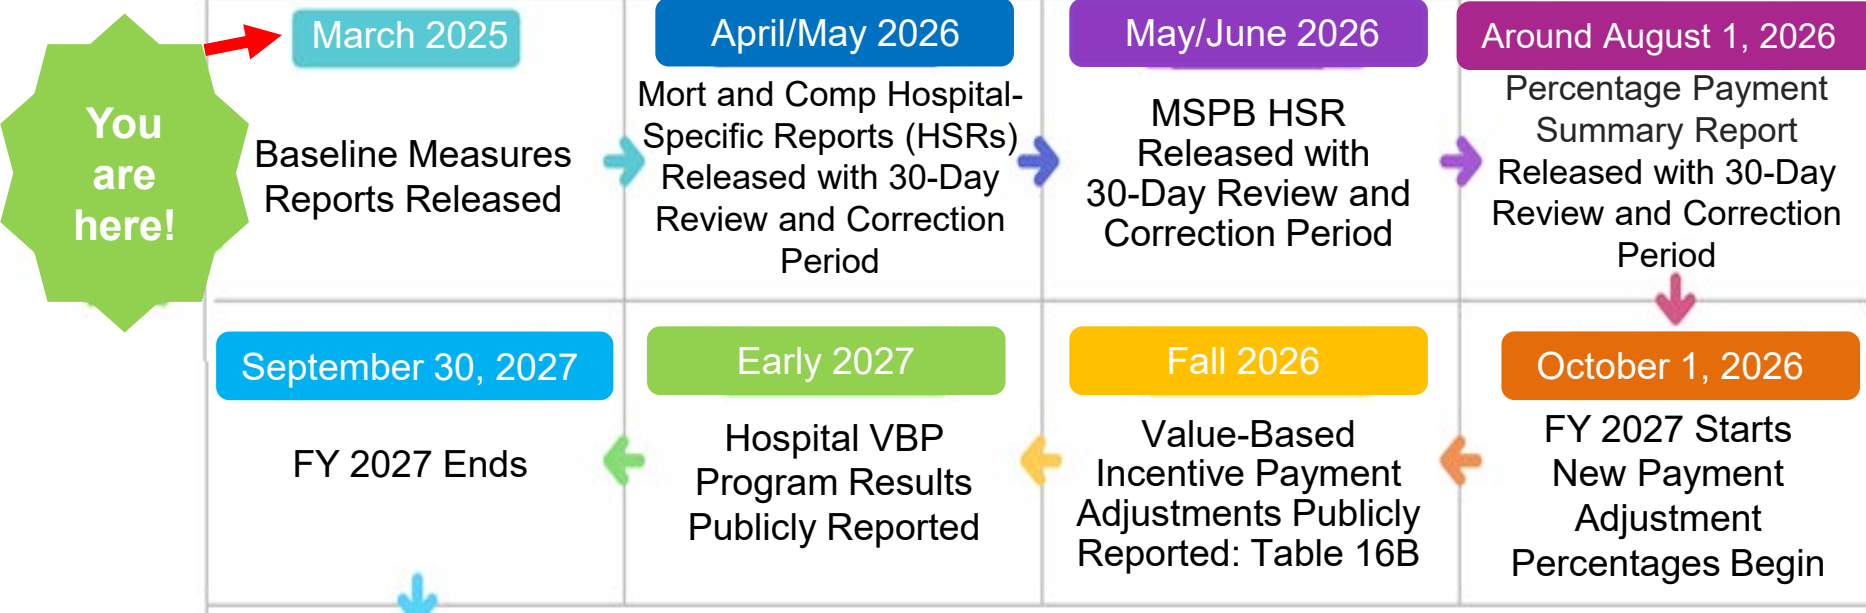 You
are
here!
March 2025
Baseline Measures
Reports Released
April/May 2026
Mort and Comp Hospital-
Specific Reports (HSRs)
Released with 30-Day
Review and Correction
Period
May/June 2026
MSPB HSR
Released with
30-Day Review and
Correction Period
Around August 1, 2026
Percentage Payment
Summary Report
Released with 30-Day
Review and Correction
Period
October 1, 2026
FY 2027 Starts
New Payment
Adjustment
Percentages Begin
Fall 2026
Value-Based
Incentive Payment
Adjustments Publicly
Reported: Table 16B
Early 2027
Hospital VBP
Program Results
Publicly Reported
September 30, 2027
FY 2027 Ends